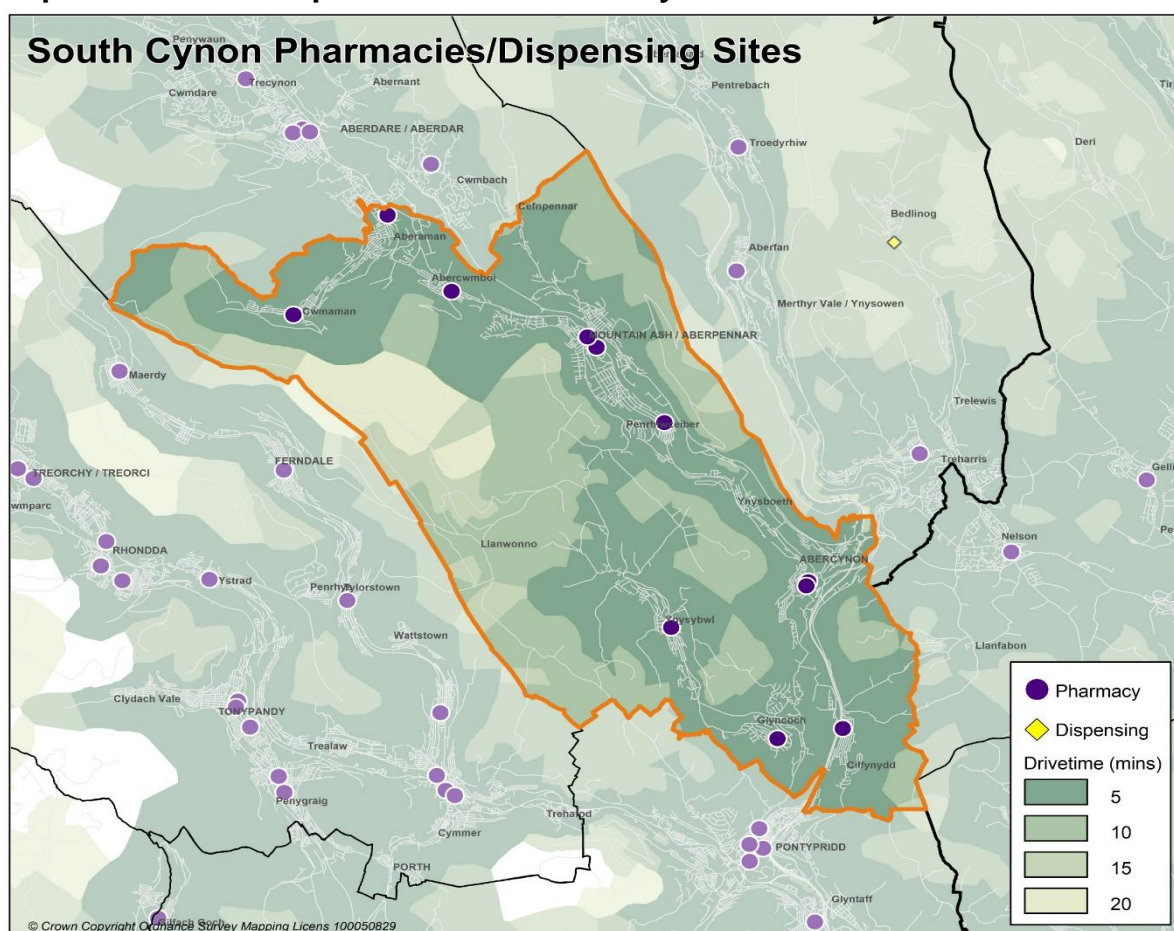 South Cynon Pharmacies/Dispensing Sites
Penywaun
Trecynon
Abernant
Cwmdare
Pentrebach
ABERDARE / ABERDAR
Troedyrhiw
Deri
Cwmbach
Cefnpennar
Bedlinog
Aberaman
Aberfan
Abercwmboi
Merthyr Vale / Ynysowen
Cwmaman
MOUNTAIN ASH / ABERPENNAR
Maerdy
Trelewis
Penrhiwceiber
Treharris
FERNDALE
TREORCHY / TREORCI
Ynysboeth
Nelson
Llanwonno
RHONDDA
ABERCYNON
Ystrad
Tylorstown
Ynysybwl
Wattstown
Llanfabon
Clydach Vale
TONYPANDY
Glyncoch
Trealaw
Cilfynydd
Penygraig
Trehafod
Cymmer
PONTYPRIDD
PORTH
Glyntaff
Gilfach Goch
Pharmacy
Dispensing
Drivetime (mins)
5
10
15
20
© Crown Copyright Ordnance Survey Mapping Licens 100050829